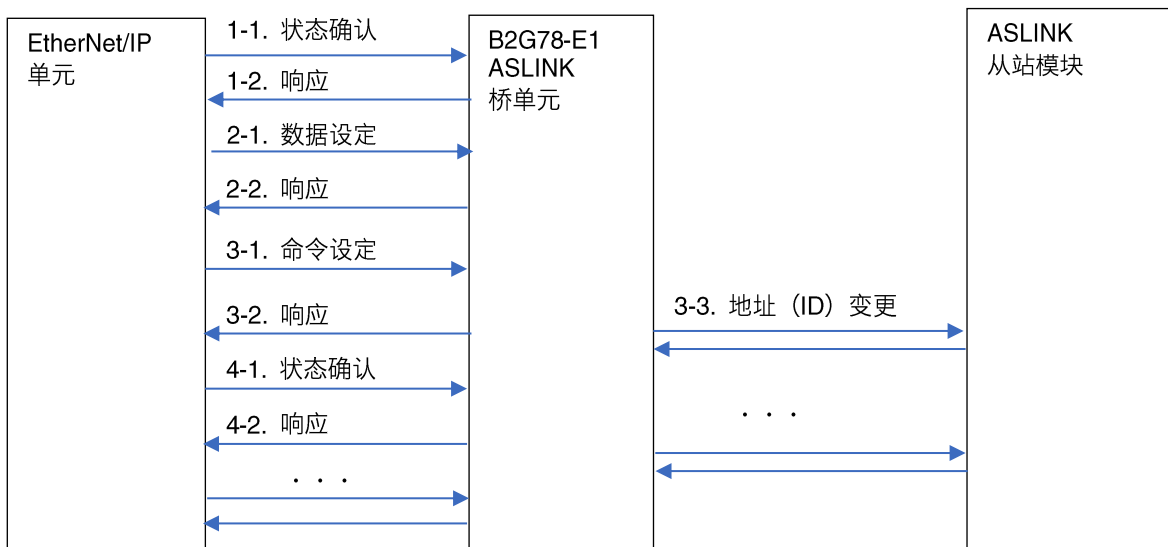 EtherNet/IP
单元
B2G78-E1
ASLINK
桥单元
ASLINK
从站模块
1-1. 状态确认
1-2. 响应
2-1. 数据设定
2-2. 响应
3-1. 命令设定
3-2. 响应
3-3. 地址（ID）变更
4-1. 状态确认
4-2. 响应
. . .
. . .